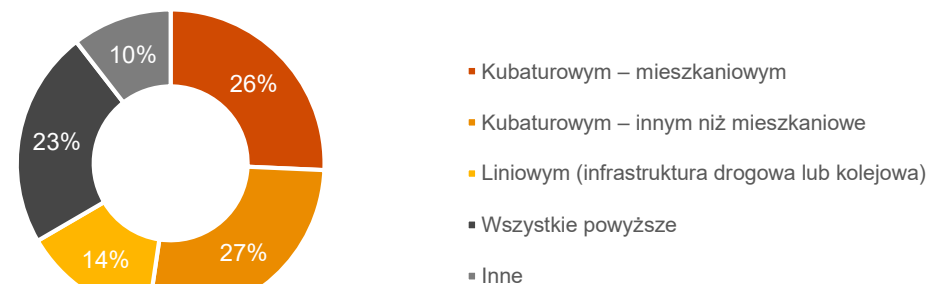 10%
26%
23%
14%
27%
Kubaturowym – mieszkaniowym
Kubaturowym – innym niż mieszkaniowe
Liniowym (infrastruktura drogowa lub kolejowa)
Wszystkie powyższe
Inne